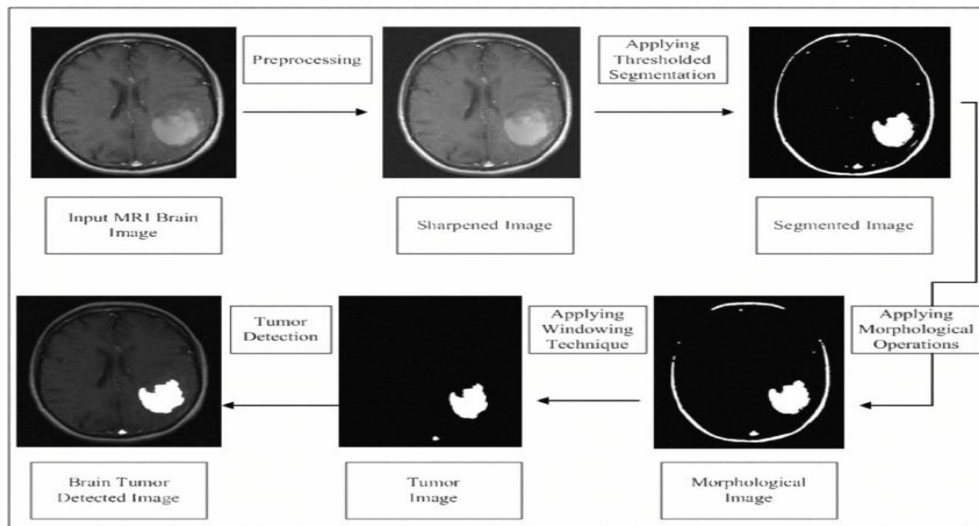 Preprocessing
Applying
Thresholded
Segmentation
Input MRI Brain
Image
Sharpened Image
Segmented Image
Tumor
Detection
Applying
Windowing
Technique
Applying
Morphological
Operations
Brain Tumor
Detected Image
Tumor
Image
Morphological
Image